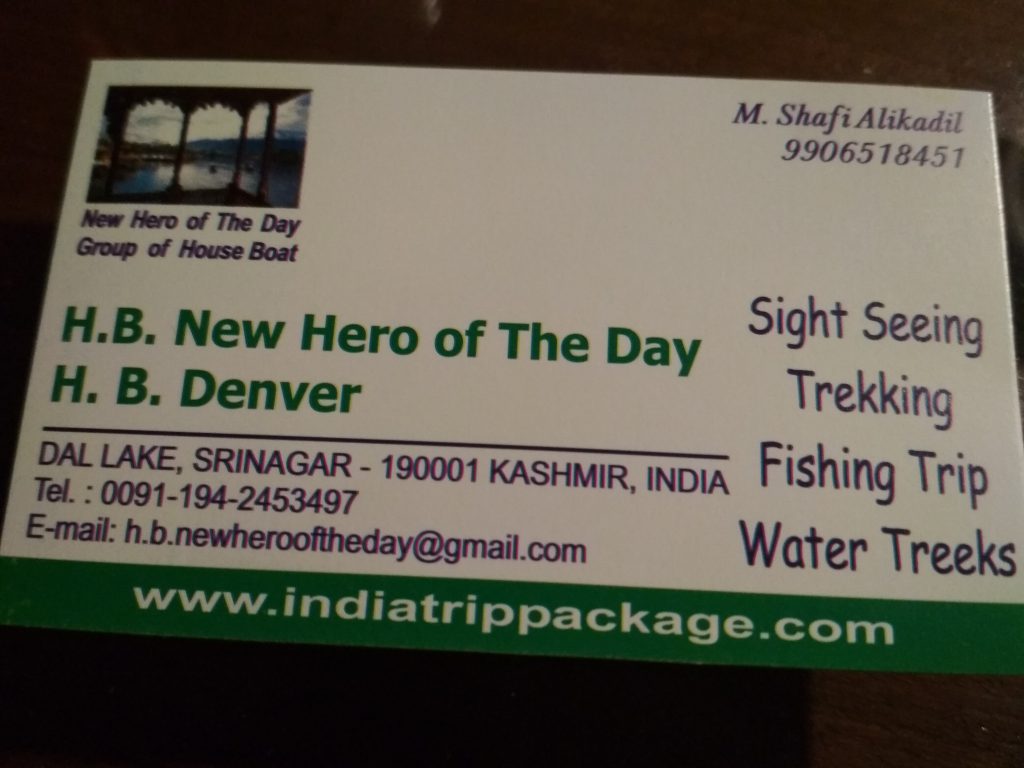 M. Shafi Alikadil
9906518451
New Hero of The Day
Group of House Boat
H.B. New Hero of The Day
H. B. Denver
DAL LAKE, SRINAGAR - 190001 KASHMIR, INDIA
Tel. : 0091-194-2453497
E-mail: h.b.newherooftheday@gmail.com
Sight Seeing
Trekking
Fishing Trip
Water Treeks
www.indiatrippackage.com